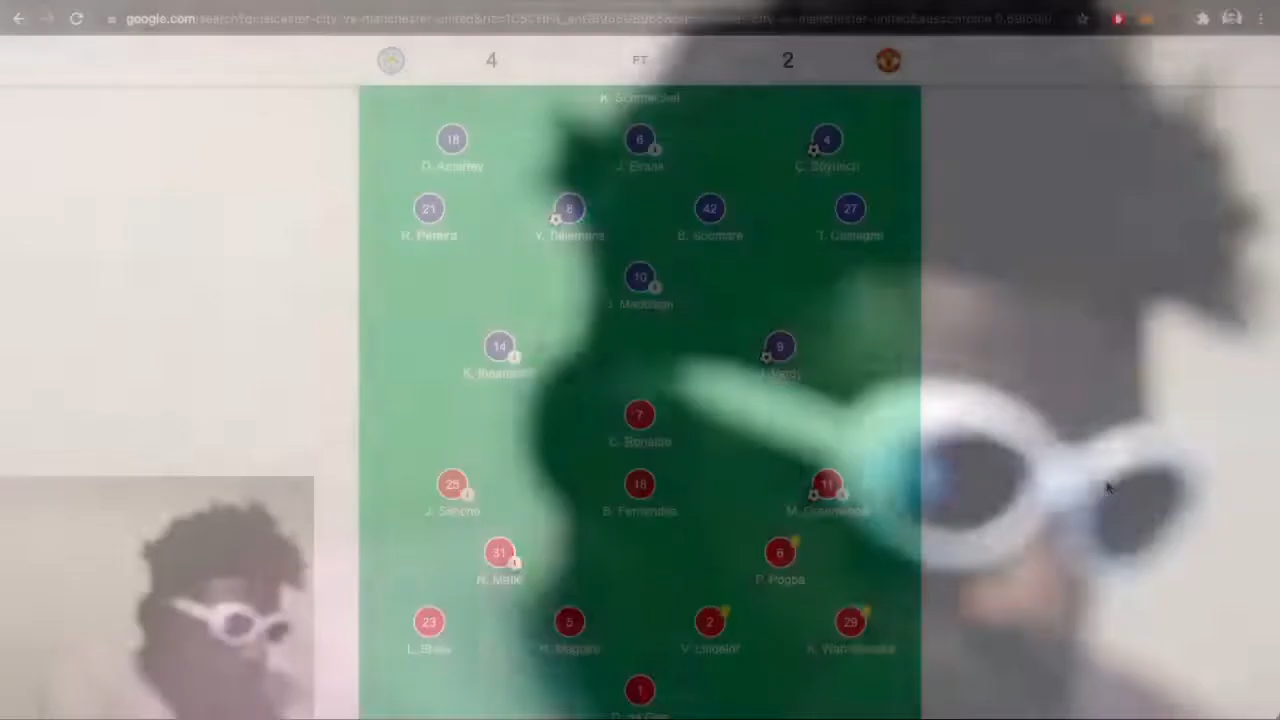 google.com
4 FT 2
K. Schmeichel
18 6 4
D. Amartey J. Evans Ç. Söyüncü
21 8 42 27
R. Pereira Y. Tielemans B. Soumaré T. Castagne
10
J. Maddison
14 9
K. Iheanacho J. Vardy
7
C. Ronaldo
25 18 11
J. Sancho B. Fernandes M. Greenwood
31 6
N. Matić P. Pogba
23 5 2 29
L. Shaw H. Maguire V. Lindelöf A. Wan-Bissaka
1
D. de Gea